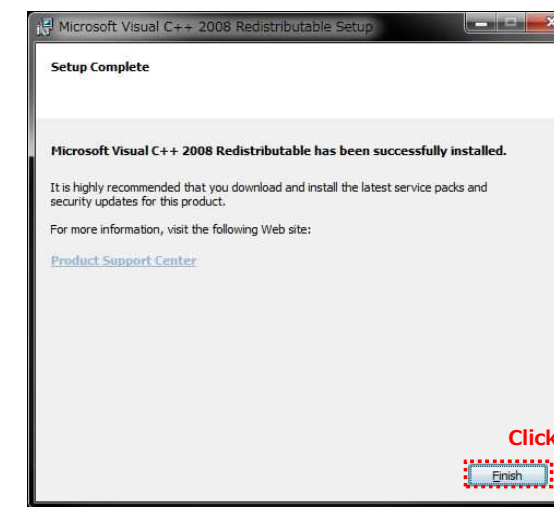 Microsoft Visual C++ 2008 Redistributable Setup
Setup Complete
Microsoft Visual C++ 2008 Redistributable has been successfully installed.
It is highly recommended that you download and install the latest service packs and
security updates for this product.
For more information, visit the following Web site:
Product Support Center
Click
Finish